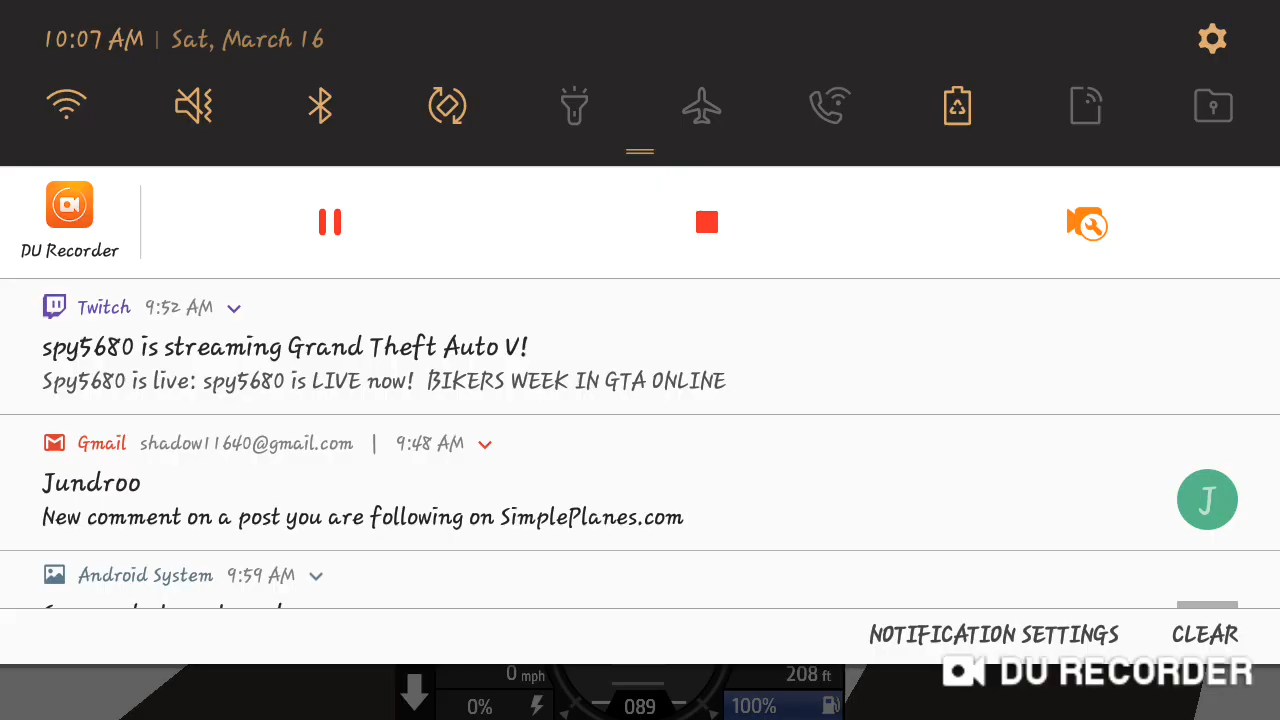 10:07 AM | Sat, March 16
DU Recorder
Twitch 9:52 AM
spy5680 is streaming Grand Theft Auto V!
Spy5680 is live: spy5680 is LIVE now! BIKERS WEEK IN GTA ONLINE
Gmail shadow11640@gmail.com | 9:48 AM
Jundroo
J
New comment on a post you are following on SimplePlanes.com
Android System 9:59 AM
NOTIFICATION SETTINGS CLEAR
DU RECORDER
0 mph
208 ft
0%
089
100%